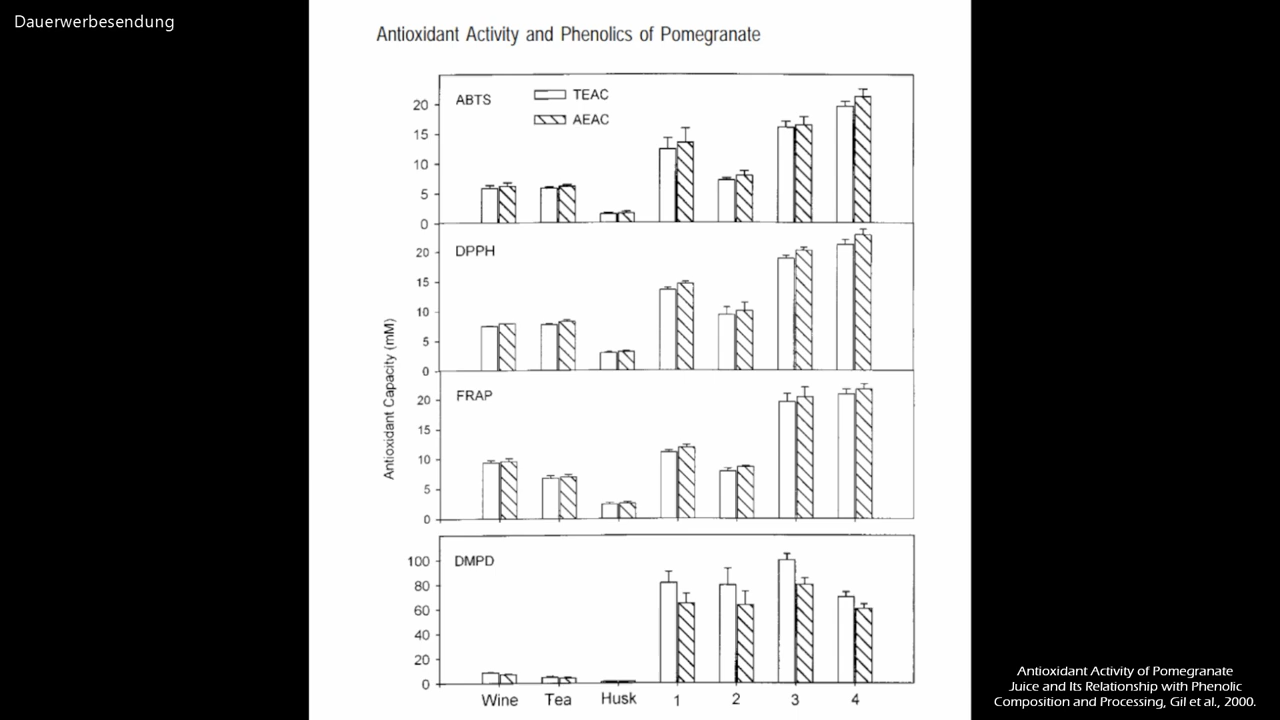 Dauerwerbesendung
Antioxidant Activity and Phenolics of Pomegranate
ABTS
TEAC
AEAC
20
15
10
5
0
DPPH
20
15
10
5
0
Antioxidant Capacity (mM)
FRAP
20
15
10
5
0
DMPD
100
80
60
40
20
0
Wine Tea Husk 1 2 3 4
Antioxidant Activity of Pomegranate
Juice and Its Relationship with Phenolic
Composition and Processing, Gil et al., 2000.